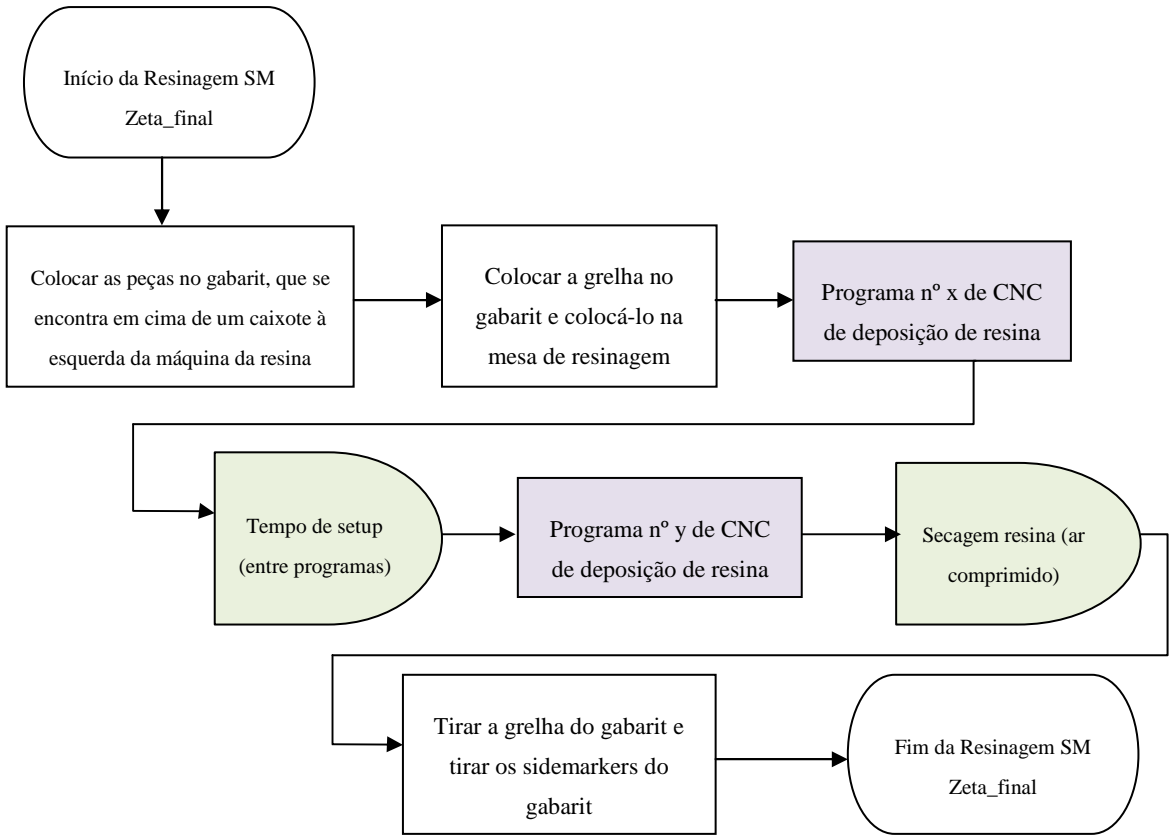 Início da Resinagem SM
Zeta_final
Colocar as peças no gabarit, que se
encontra em cima de um caixote à
esquerda da máquina da resina
Colocar a grelha no
gabarit e colocá-lo na
mesa de resinagem
Programa nº x de CNC
de deposição de resina
Tempo de setup
(entre programas)
Programa nº y de CNC
de deposição de resina
Secagem resina (ar
comprimido)
Tirar a grelha do gabarit e
tirar os sidemarkers do
gabarit
Fim da Resinagem SM
Zeta_final